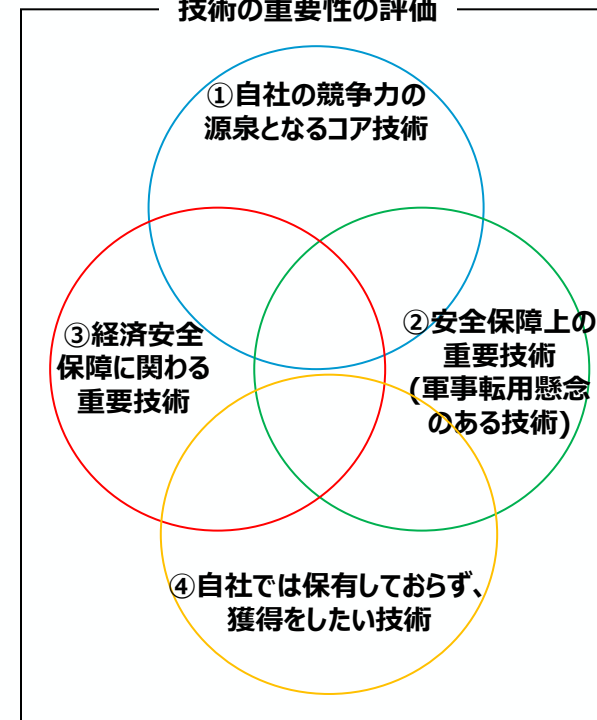 技術の重要性の評価
①自社の競争力の
源泉となるコア技術
②安全保障上の
重要技術
(軍事転用懸念
のある技術)
③経済安全
保障に関わる
重要技術
④自社では保有しておらず、
獲得をしたい技術